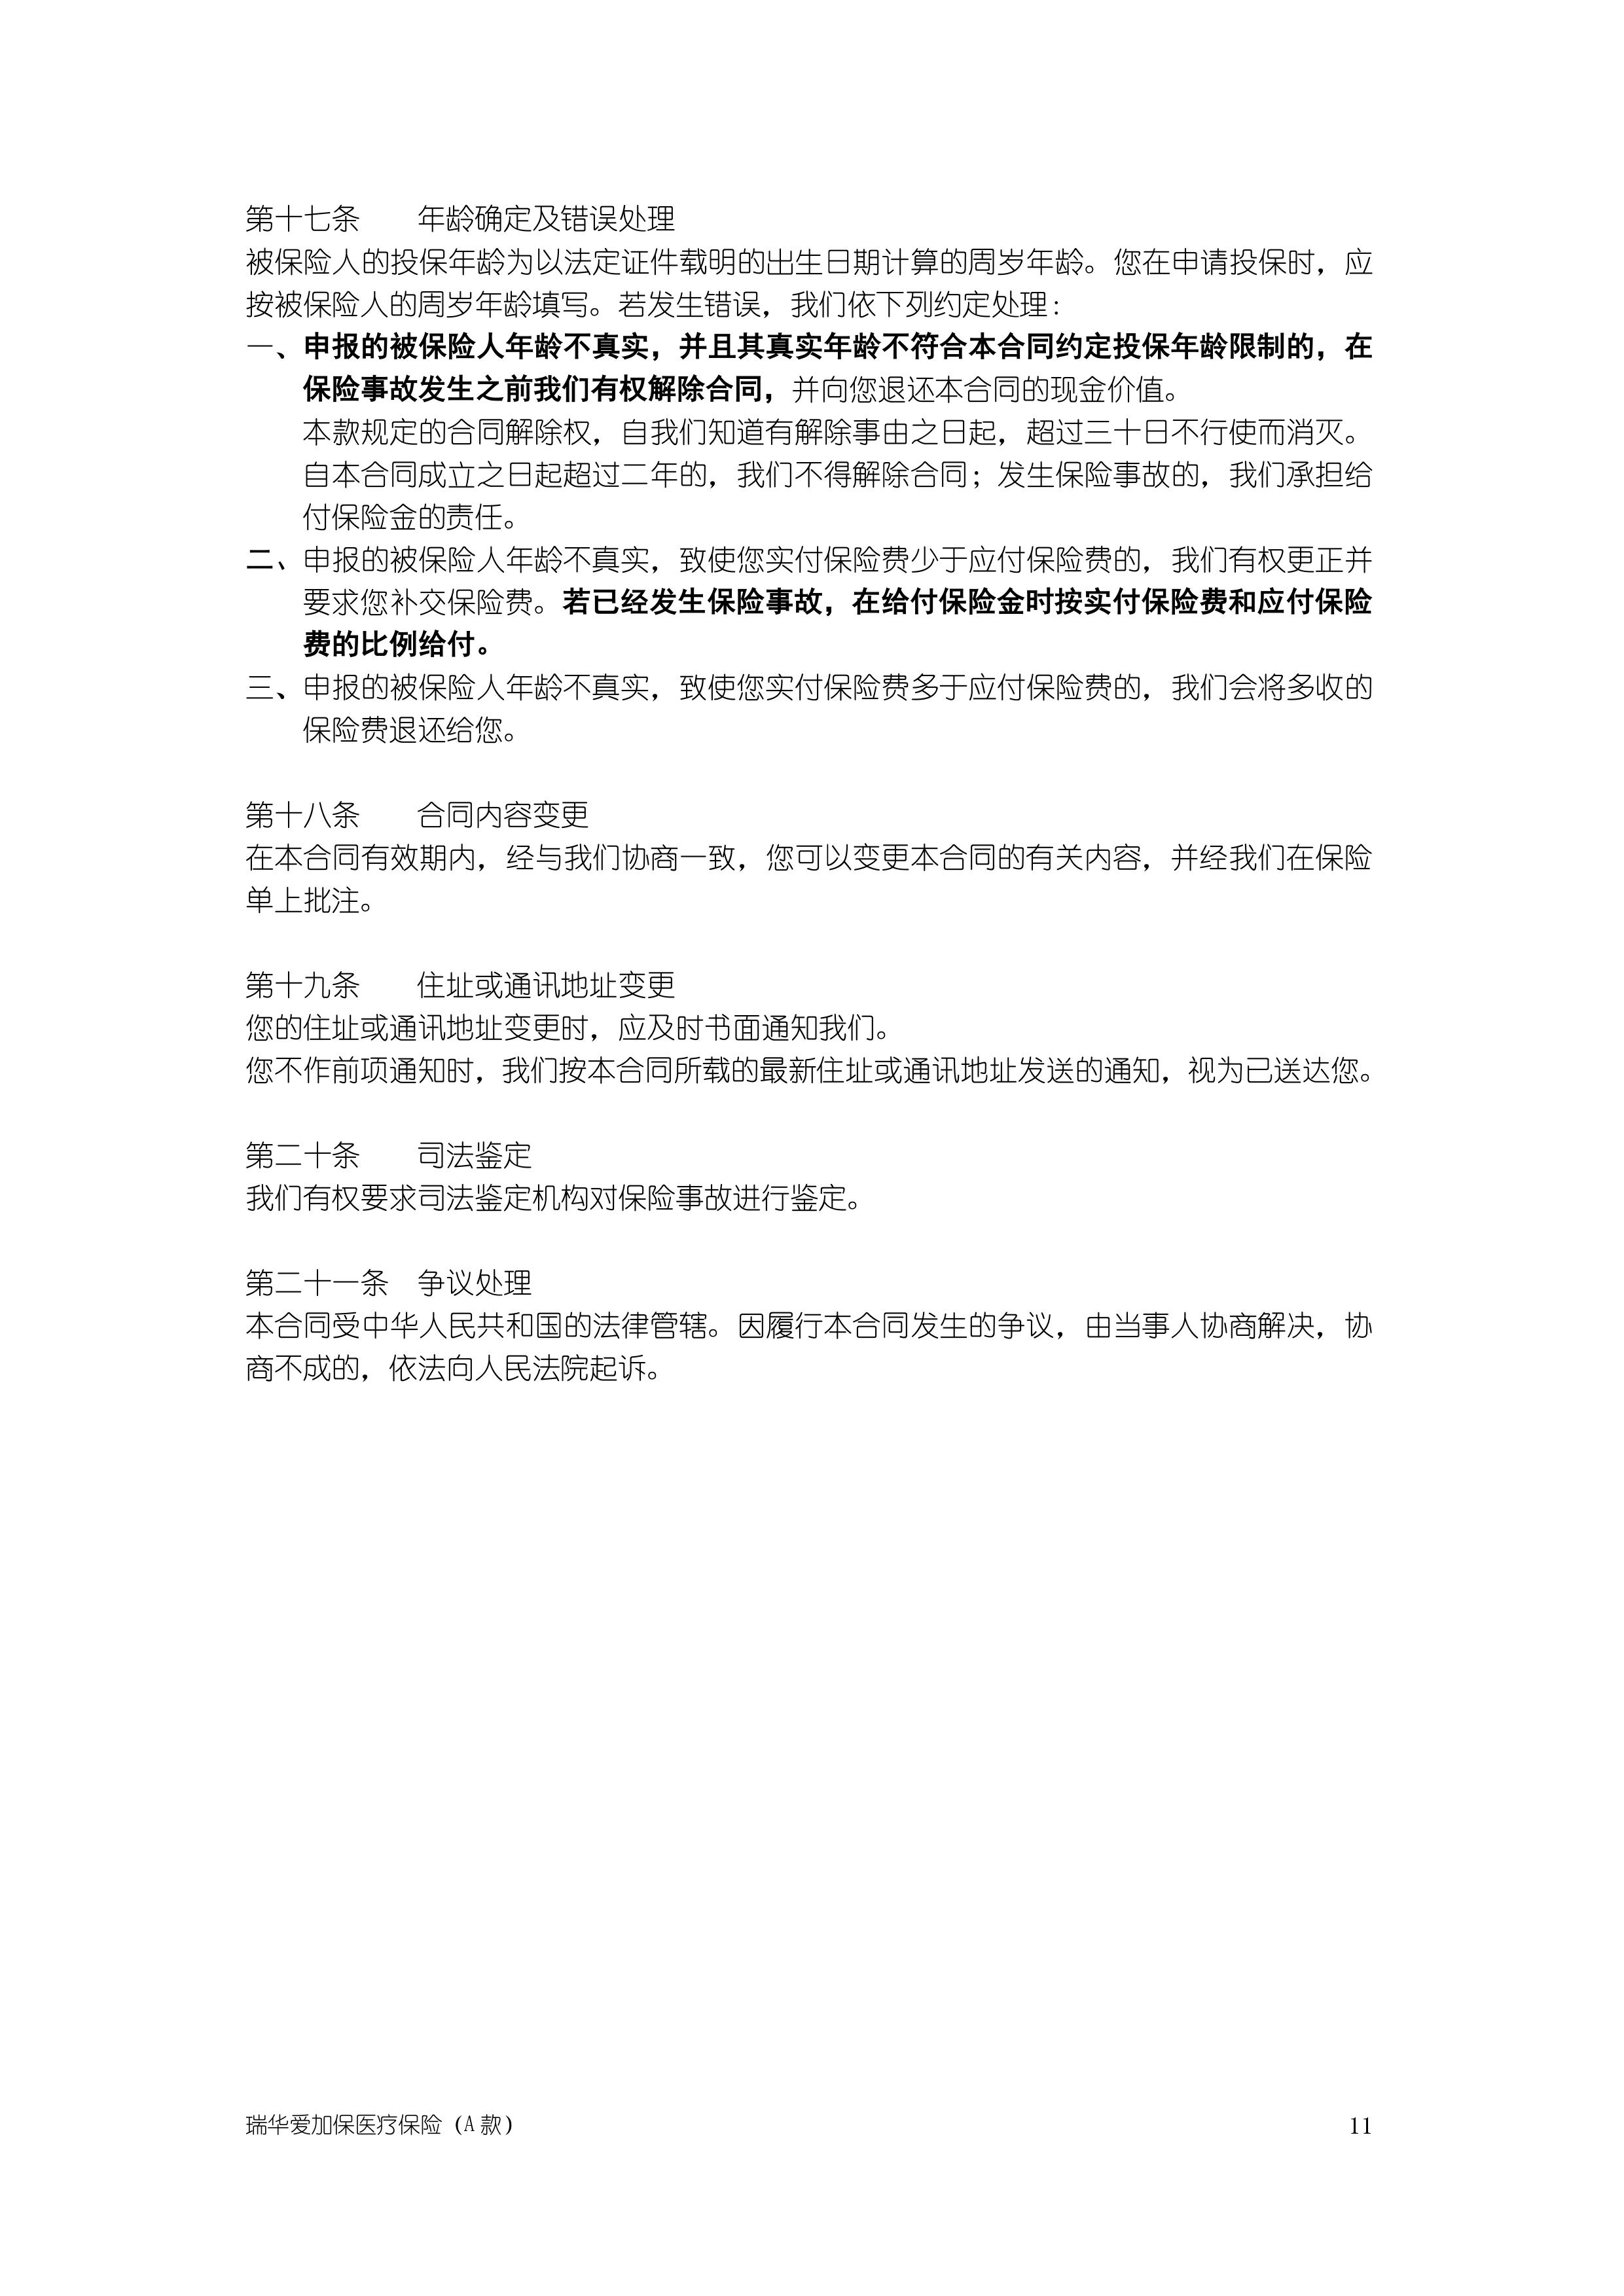 第十七条　　年龄确定及错误处理
被保险人的投保年龄为以法定证件载明的出生日期计算的周岁年龄。您在申请投保时，应
按被保险人的周岁年龄填写。若发生错误，我们依下列约定处理：
一、申报的被保险人年龄不真实，并且其真实年龄不符合本合同约定投保年龄限制的，在
保险事故发生之前我们有权解除合同，并向您退还本合同的现金价值。
本款规定的合同解除权，自我们知道有解除事由之日起，超过三十日不行使而消灭。
自本合同成立之日起超过二年的，我们不得解除合同；发生保险事故的，我们承担给
付保险金的责任。
二、申报的被保险人年龄不真实，致使您实付保险费少于应付保险费的，我们有权更正并
要求您补交保险费。若已经发生保险事故，在给付保险金时按实付保险费和应付保险
费的比例给付。
三、申报的被保险人年龄不真实，致使您实付保险费多于应付保险费的，我们会将多收的
保险费退还给您。
第十八条　　合同内容变更
在本合同有效期内，经与我们协商一致，您可以变更本合同的有关内容，并经我们在保险
单上批注。
第十九条　　住址或通讯地址变更
您的住址或通讯地址变更时，应及时书面通知我们。
您不作前项通知时，我们按本合同所载的最新住址或通讯地址发送的通知，视为已送达您。
第二十条　　司法鉴定
我们有权要求司法鉴定机构对保险事故进行鉴定。
第二十一条　争议处理
本合同受中华人民共和国的法律管辖。因履行本合同发生的争议，由当事人协商解决，协
商不成的，依法向人民法院起诉。
瑞华爱加保医疗保险（A 款）　　11